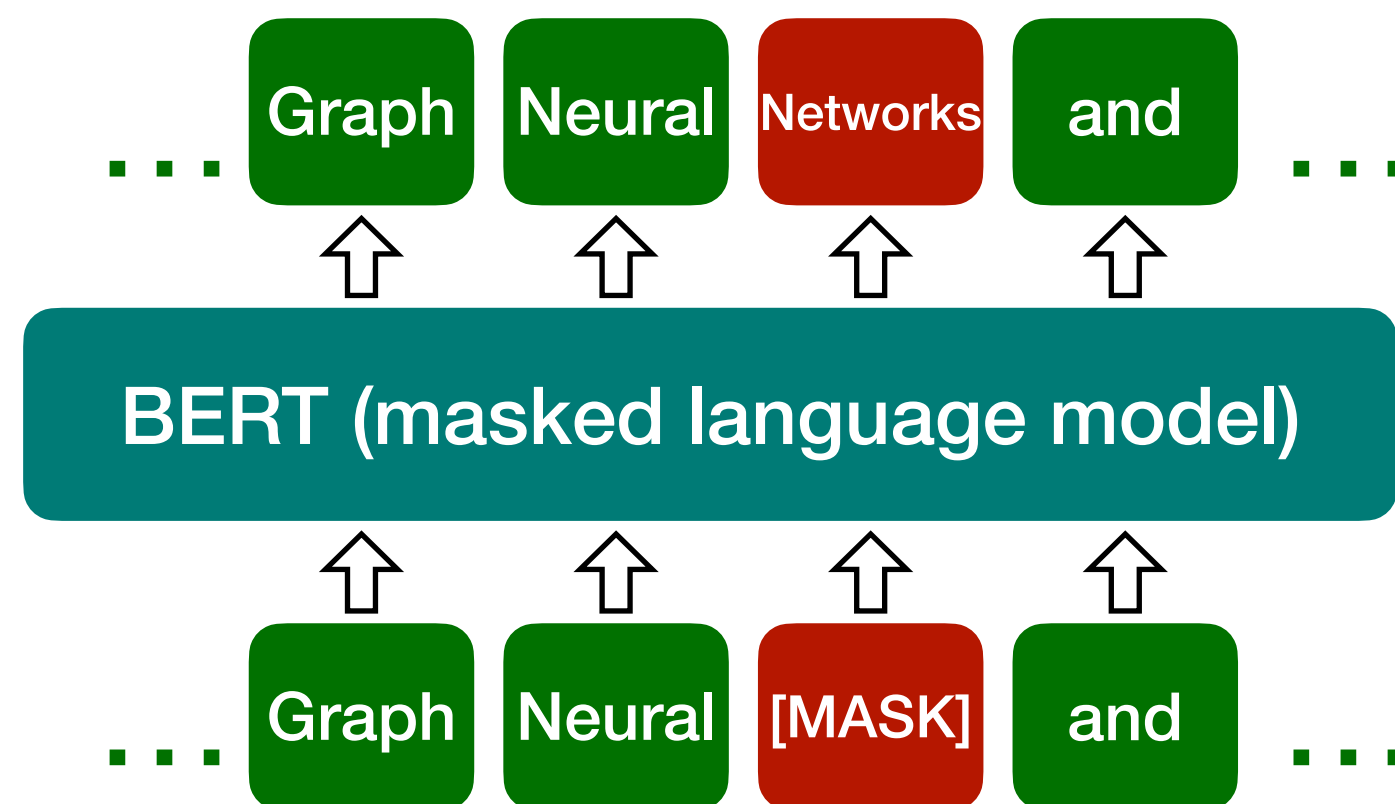 ... Graph Neural Networks and ...
BERT (masked language model)
... Graph Neural [MASK] and ...